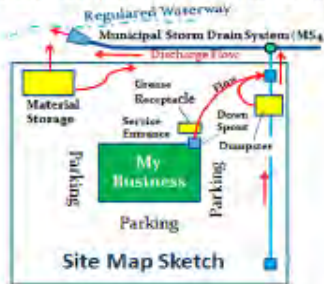 Regulared Waterway
Municipal Storm Drain System (MS4
Discharge Flow
Material
Storage
Grease
Receptacle
Flow
Service
Entrance
Down
Spout
Dumpster
My
Business
Parking
Parking
Parking
Site Map Sketch